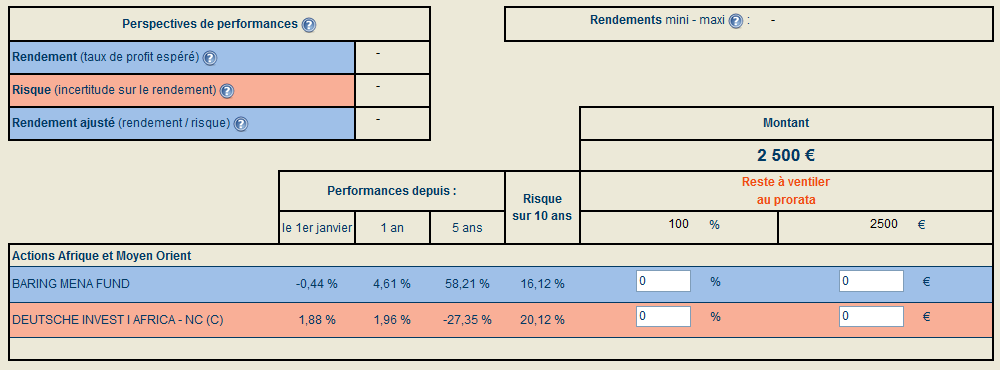 Perspectives de performances ?
Rendements mini - maxi ? : -
Rendement (taux de profit espéré) ? -
Risque (incertitude sur le rendement) ? -
Rendement ajusté (rendement / risque) ? -
Montant
2 500 €
Performances depuis :
Risque
sur 10 ans
Reste à ventiler
au prorata
le 1er janvier 1 an 5 ans
100 % 2500 €
Actions Afrique et Moyen Orient
BARING MENA FUND -0,44 % 4,61 % 58,21 % 16,12 % 0 % 0 €
DEUTSCHE INVEST I AFRICA - NC (C) 1,88 % 1,96 % -27,35 % 20,12 % 0 % 0 €